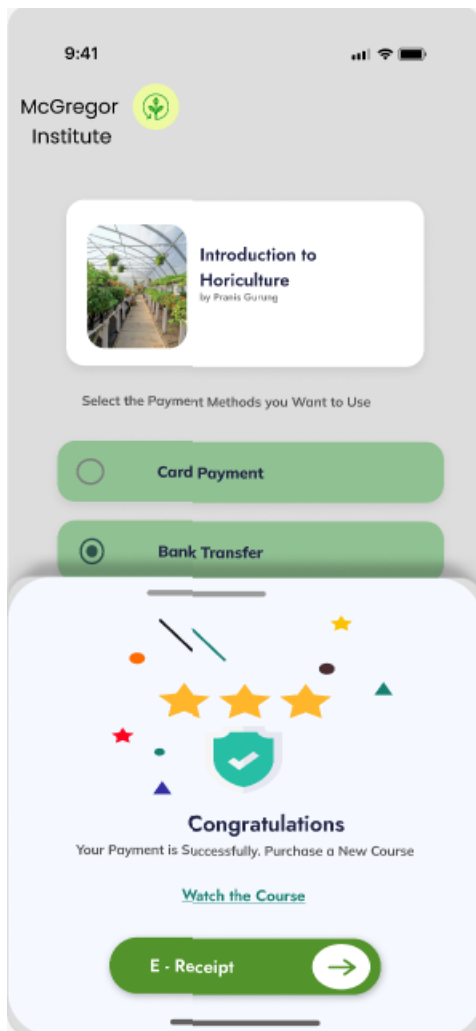 9:41
McGregor
Institute
Introduction to
Horiculture
by Pranis Gurung
Select the Payment Methods you Want to Use
Card Payment
Bank Transfer
Congratulations
Your Payment is Successfully. Purchase a New Course
Watch the Course
E - Receipt